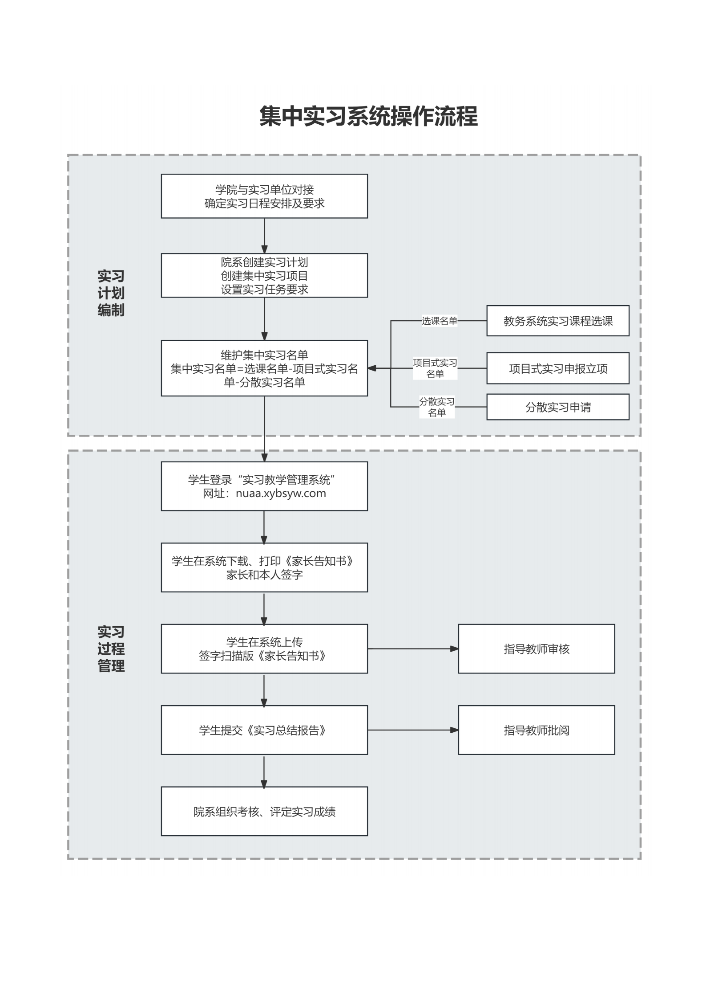 集中实习系统操作流程
实习
计划
编制
学院与实习单位对接
确定实习日程安排及要求
院系创建实习计划
创建集中实习项目
设置实习任务要求
维护集中实习名单
集中实习名单=选课名单-项目式实习名
单-分散实习名单
选课名单
教务系统实习课程选课
项目式实习
名单
项目式实习申报立项
分散实习
名单
分散实习申请
实习
过程
管理
学生登录“实习教学管理系统”
网址：nuaa.xybsyw.com
学生在系统下载、打印《家长告知书》
家长和本人签字
学生在系统上传
签字扫描版《家长告知书》
指导教师审核
学生提交《实习总结报告》
指导教师批阅
院系组织考核、评定实习成绩